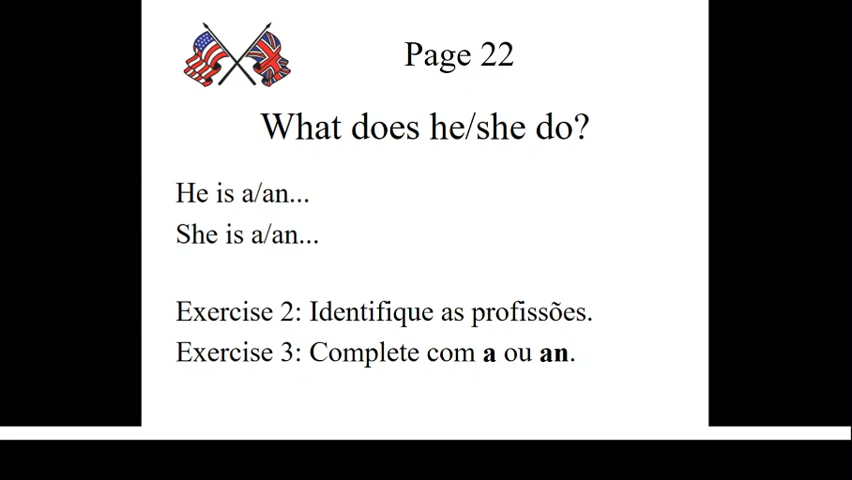 Page 22
What does he/she do?
He is a/an...
She is a/an...
Exercise 2: Identifique as profissões.
Exercise 3: Complete com a ou an.